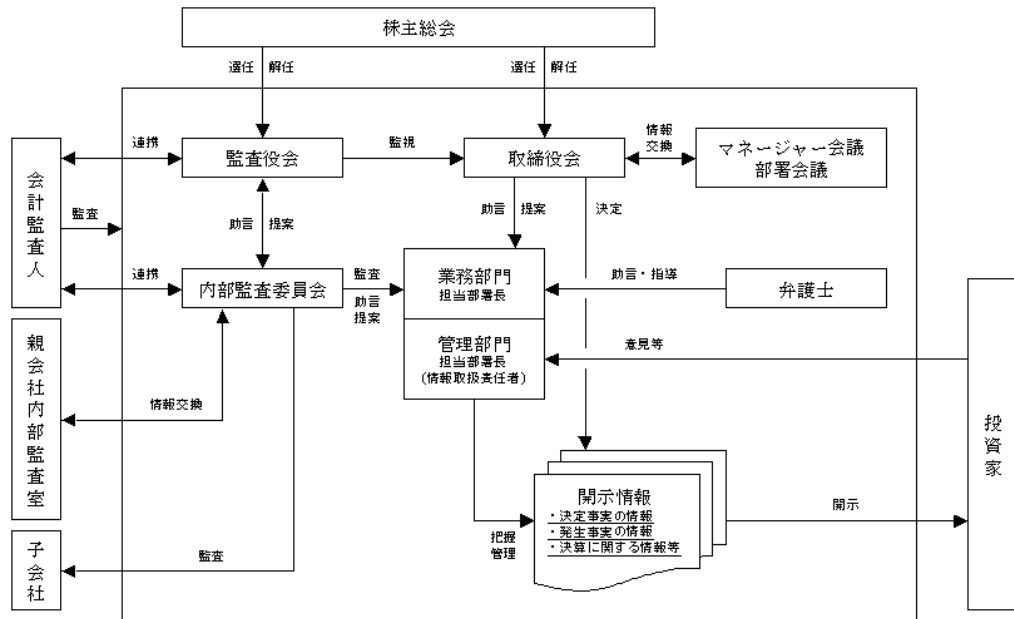 株主総会
選任 解任
選任 解任
連携
監査役会
監視
取締役会
情報
交換
マネージャー会議
部署会議
会計監査人
監査
助言 提案
助言 提案
決定
連携
内部監査委員会
監査
助言
提案
業務部門
担当部署長
助言・指導
弁護士
管理部門
担当部署長
(情報取扱責任者)
意見等
親会社内部監査室
情報交換
投資家
開示情報
・決定事実の情報
・発生事実の情報
・決算に関する情報等
把握
管理
開示
子会社
監査